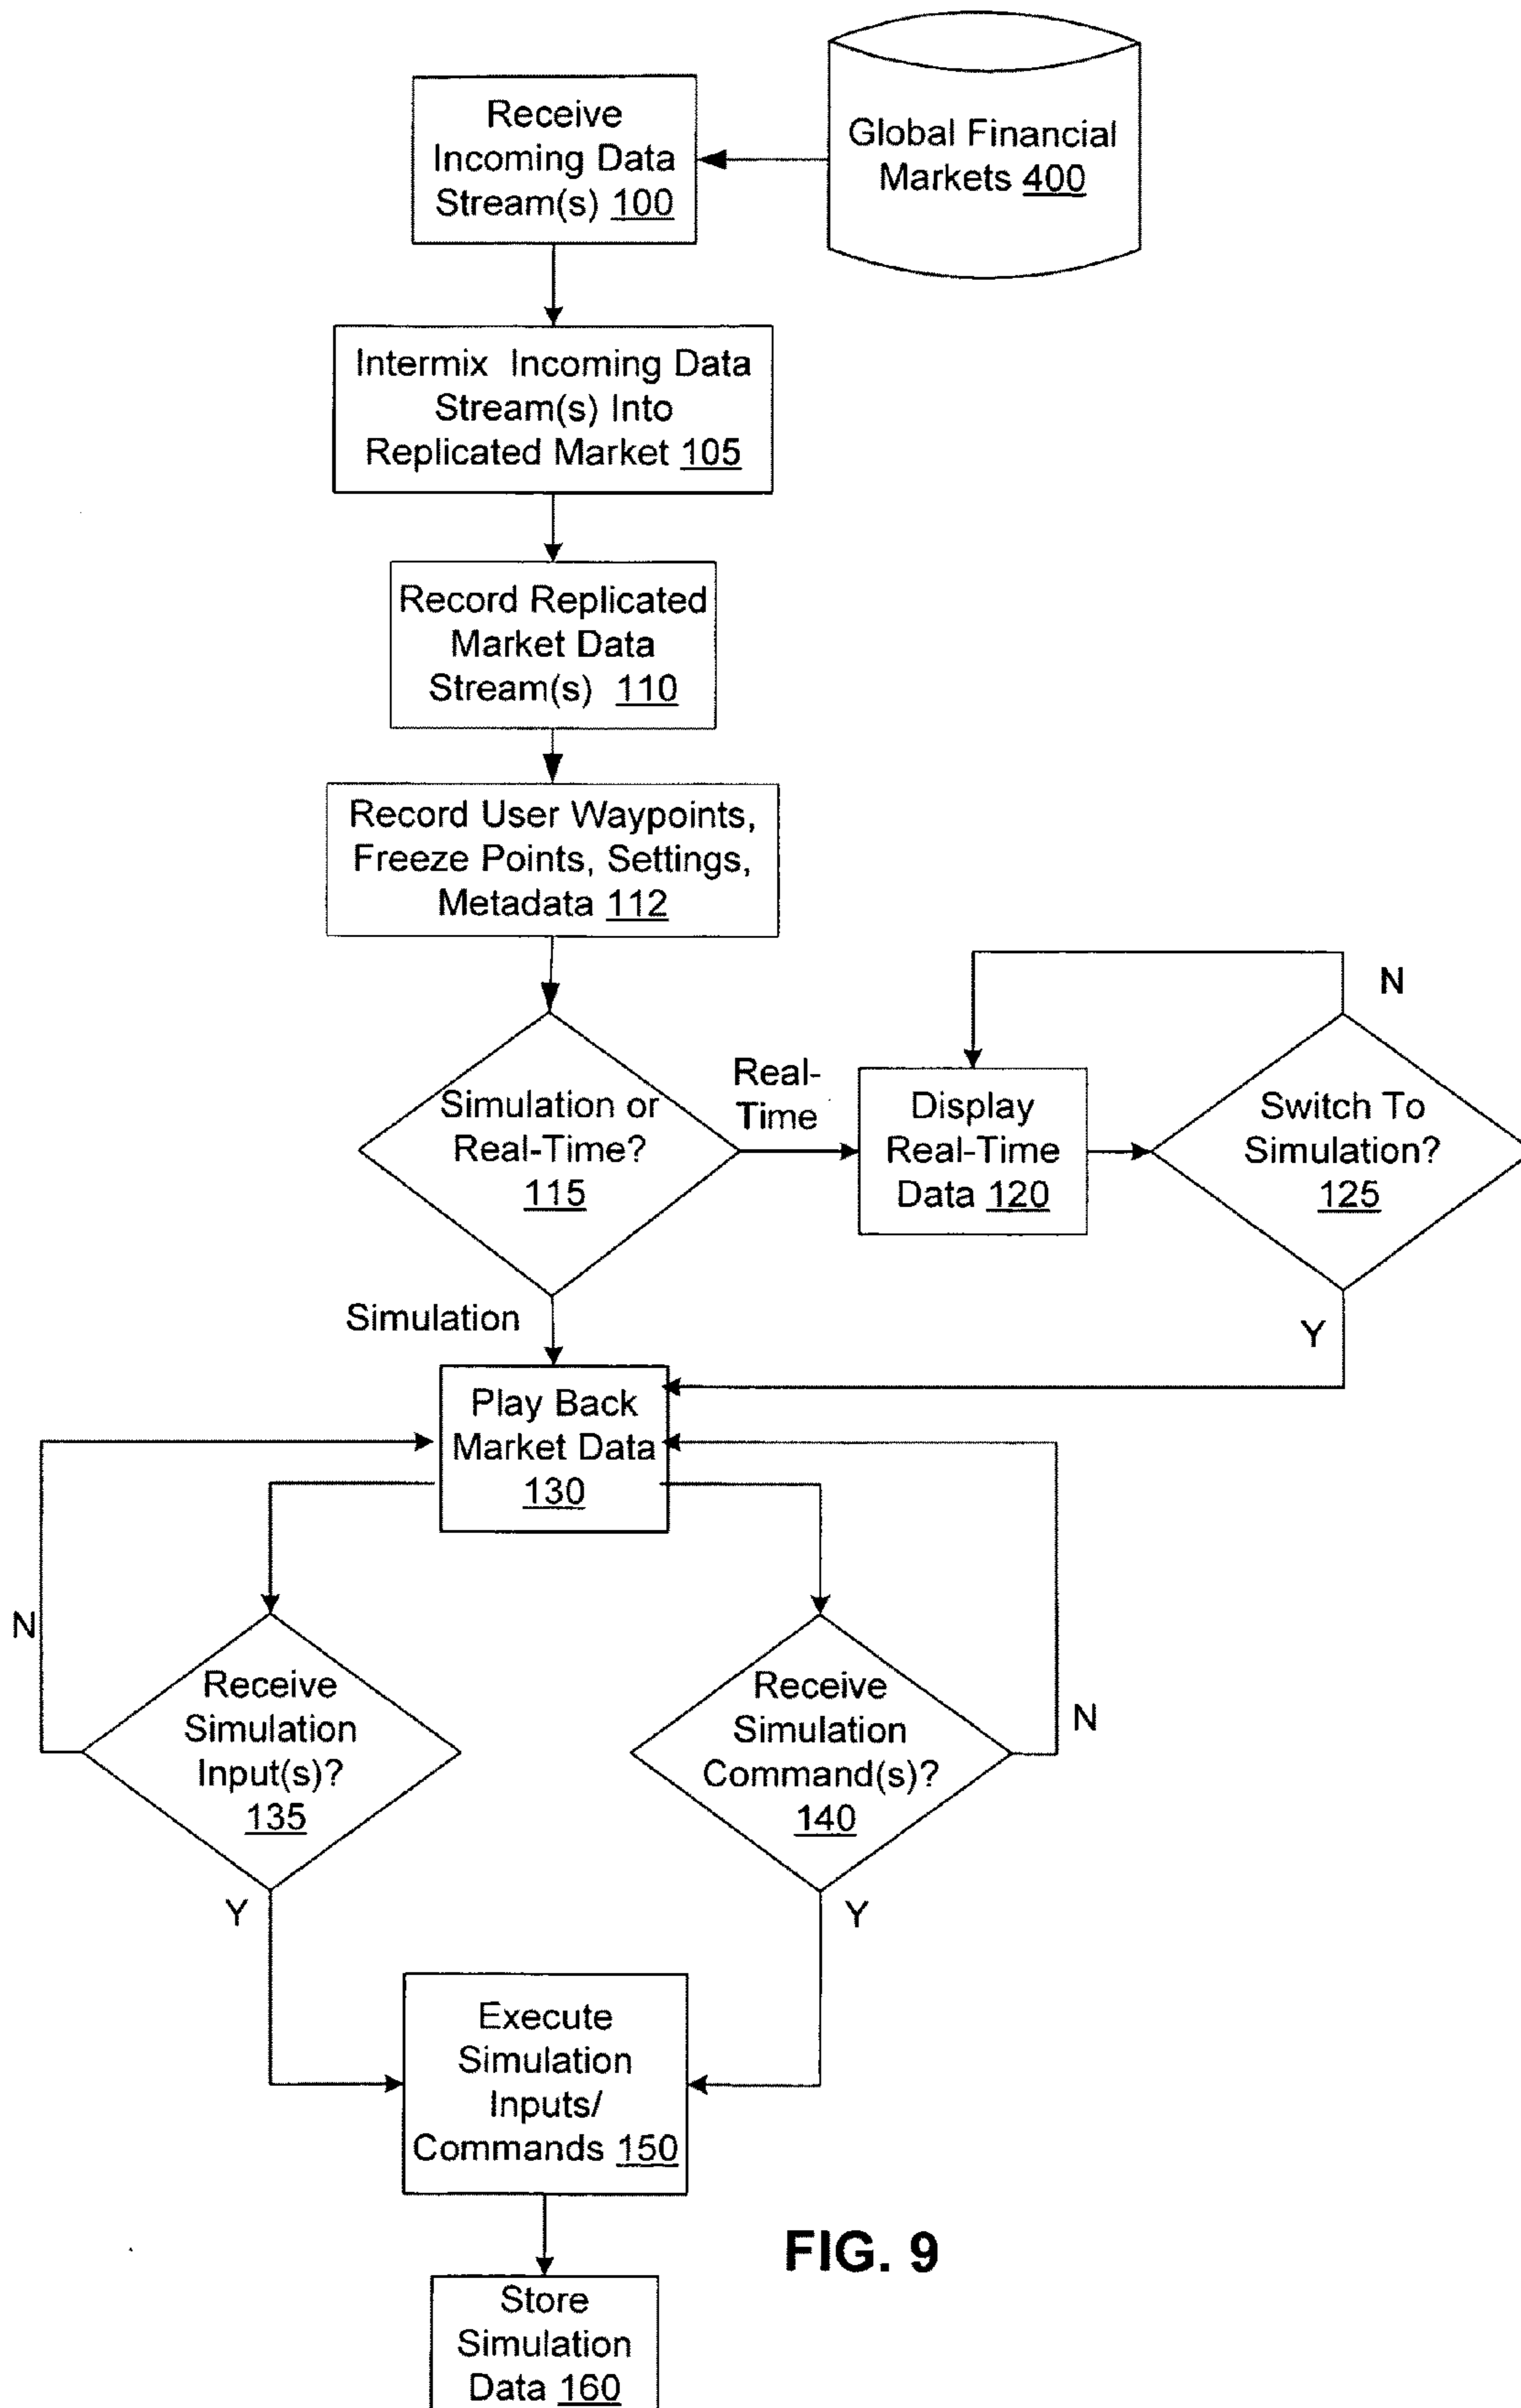 Receive
Incoming Data
Stream(s) 100
Global Financial
Markets 400
Intermix Incoming Data
Stream(s) Into
Replicated Market 105
Record Replicated
Market Data
Stream(s) 110
Record User Waypoints,
Freeze Points, Settings,
Metadata 112
Simulation or
Real-Time?
115
Real-
Time
Display
Real-Time
Data 120
Switch To
Simulation?
125
N
Y
Simulation
Play Back
Market Data
130
N
Receive
Simulation
Input(s)?
135
Y
Receive
Simulation
Command(s)?
140
N
Y
Execute
Simulation
Inputs/
Commands 150
Store
Simulation
Data 160
FIG. 9